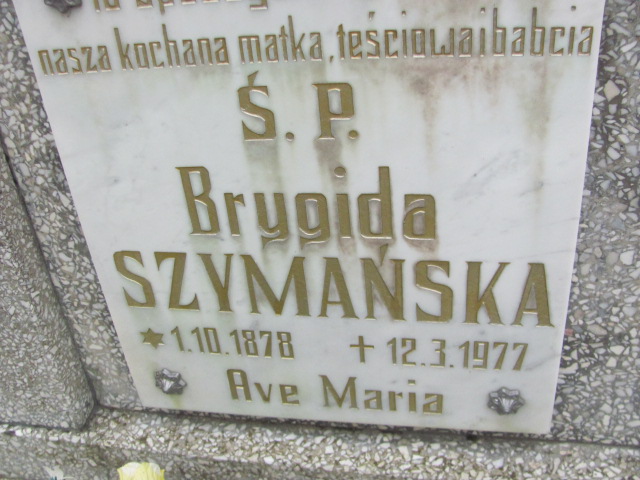 nasza kochana matka, teściowa i babcia
Ś. P.
Brygida
SZYMAŃSKA
* 1.10.1878 + 12.3.1977
Ave Maria